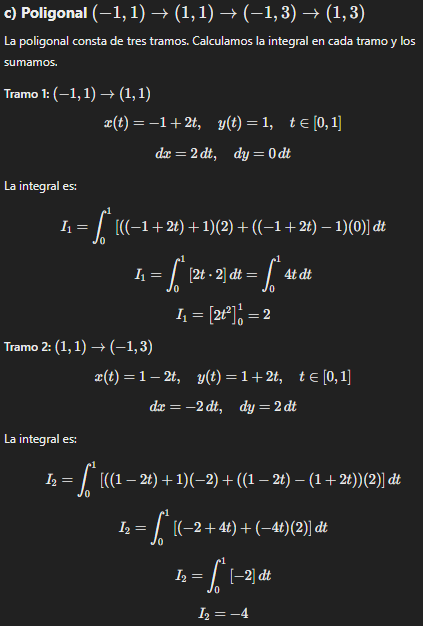 c) Poligonal (−1, 1) → (1, 1) → (−1, 3) → (1, 3)
La poligonal consta de tres tramos. Calculamos la integral en cada tramo y los
sumamos.
Tramo 1: (−1, 1) → (1, 1)
x(t) = −1 + 2t, y(t) = 1, t ∈ [0, 1]
dx = 2 dt, dy = 0 dt
La integral es:
I₁ = ∫₀¹ [((−1 + 2t) + 1)(2) + ((−1 + 2t) − 1)(0)] dt
I₁ = ∫₀¹ [2t · 2] dt = ∫₀¹ 4t dt
I₁ = [2t²]₀¹ = 2
Tramo 2: (1, 1) → (−1, 3)
x(t) = 1 − 2t, y(t) = 1 + 2t, t ∈ [0, 1]
dx = −2 dt, dy = 2 dt
La integral es:
I₂ = ∫₀¹ [((1 − 2t) + 1)(−2) + ((1 − 2t) − (1 + 2t))(2)] dt
I₂ = ∫₀¹ [(−2 + 4t) + (−4t)(2)] dt
I₂ = ∫₀¹ [−2] dt
I₂ = −4